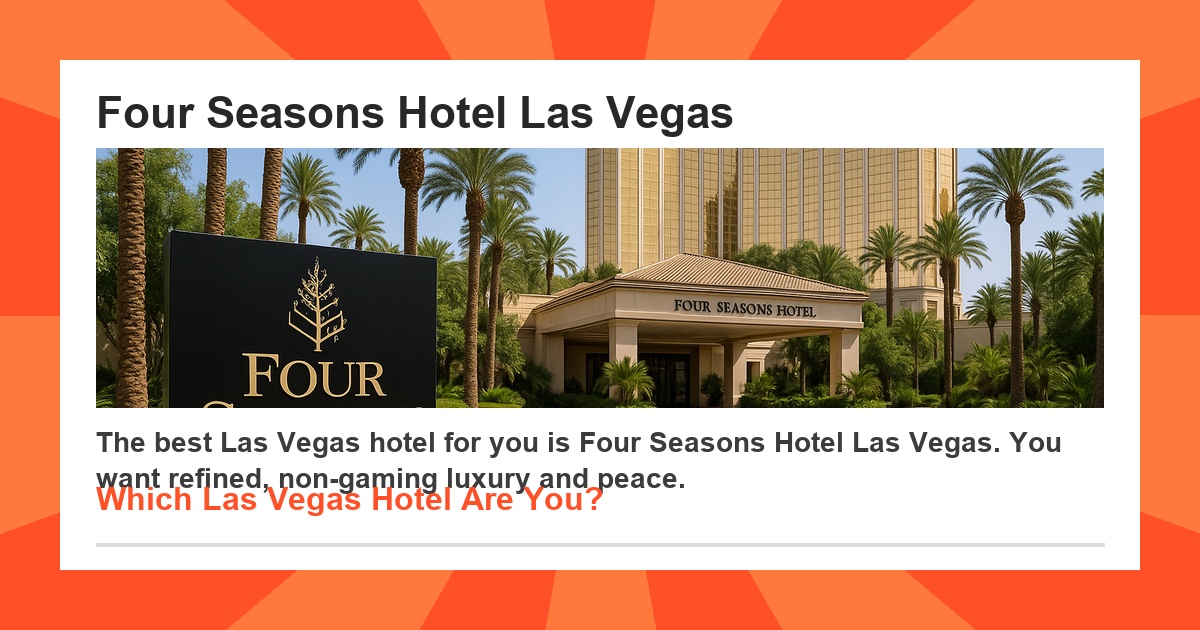 Four Seasons Hotel Las Vegas
FOUR SEASONS HOTEL
FOUR
The best Las Vegas hotel for you is Four Seasons Hotel Las Vegas. You
want refined, non-gaming luxury and peace.
Which Las Vegas Hotel Are You?